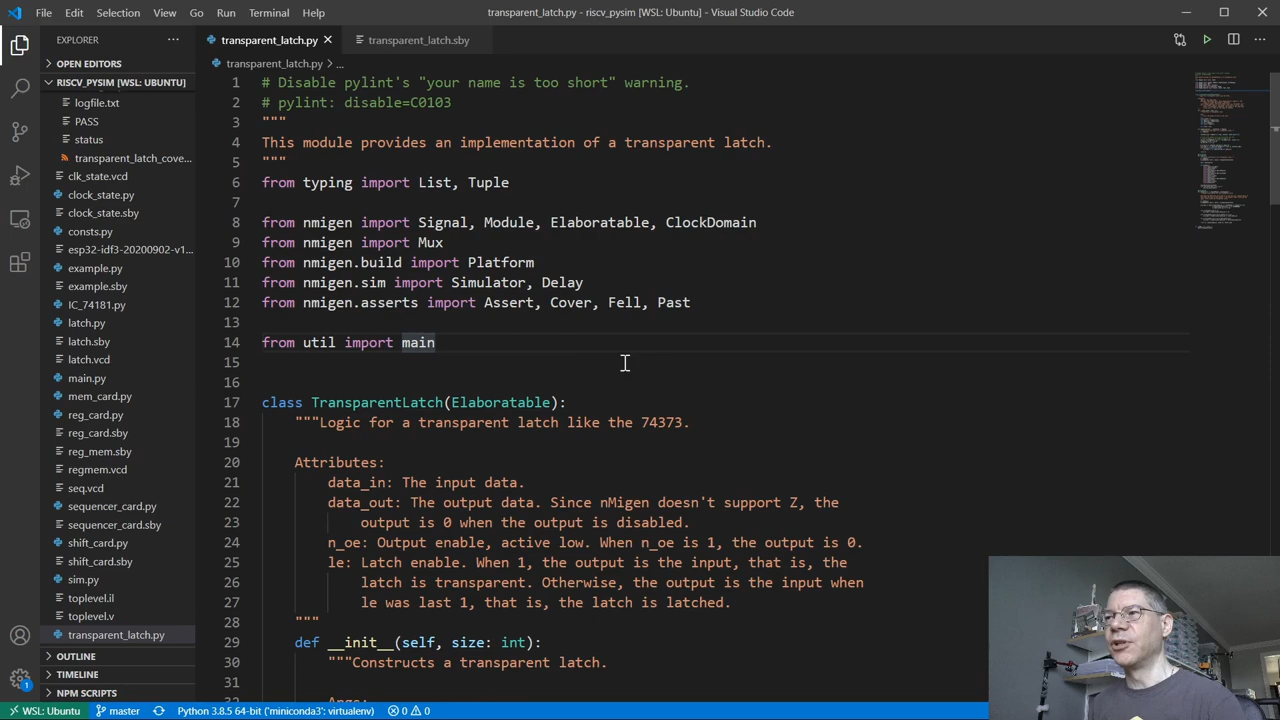 File Edit Selection View Go Run Terminal Help
transparent_latch.py - riscv_pysim [WSL: Ubuntu] - Visual Studio Code
EXPLORER
OPEN EDITORS
RISCV_PYSIM [WSL: UBUNTU]
logfile.txt
PASS
status
transparent_latch_cove...
clk_state.vcd
clock_state.py
clock_state.sby
consts.py
esp32-idf3-20200902-v1...
example.py
example.sby
IC_74181.py
latch.py
latch.sby
latch.vcd
main.py
mem_card.py
reg_card.py
reg_card.sby
reg_mem.sby
regmem.vcd
seq.vcd
sequencer_card.py
sequencer_card.sby
shift_card.py
shift_card.sby
sim.py
toplevel.il
toplevel.v
transparent_latch.py
OUTLINE
TIMELINE
NPM SCRIPTS
transparent_latch.py
transparent_latch.sby
transparent_latch.py > ...
1 # Disable pylint's "your name is too short" warning.
2 # pylint: disable=C0103
3 """
4 This module provides an implementation of a transparent latch.
5 """
6 from typing import List, Tuple
7
8 from nmigen import Signal, Module, Elaboratable, ClockDomain
9 from nmigen import Mux
10 from nmigen.build import Platform
11 from nmigen.sim import Simulator, Delay
12 from nmigen.asserts import Assert, Cover, Fell, Past
13
14 from util import main
15
16
17 class TransparentLatch(Elaboratable):
18 """Logic for a transparent latch like the 74373.
19
20 Attributes:
21 data_in: The input data.
22 data_out: The output data. Since nMigen doesn't support Z, the
23 output is 0 when the output is disabled.
24 n_oe: Output enable, active low. When n_oe is 1, the output is 0.
25 le: Latch enable. When 1, the output is the input, that is, the
26 latch is transparent. Otherwise, the output is the input when
27 le was last 1, that is, the latch is latched.
28 """
29 def __init__(self, size: int):
30 """Constructs a transparent latch.
31
32 Args:
1
WSL: Ubuntu master Python 3.8.5 64-bit ('miniconda3': virtualenv) 0 0